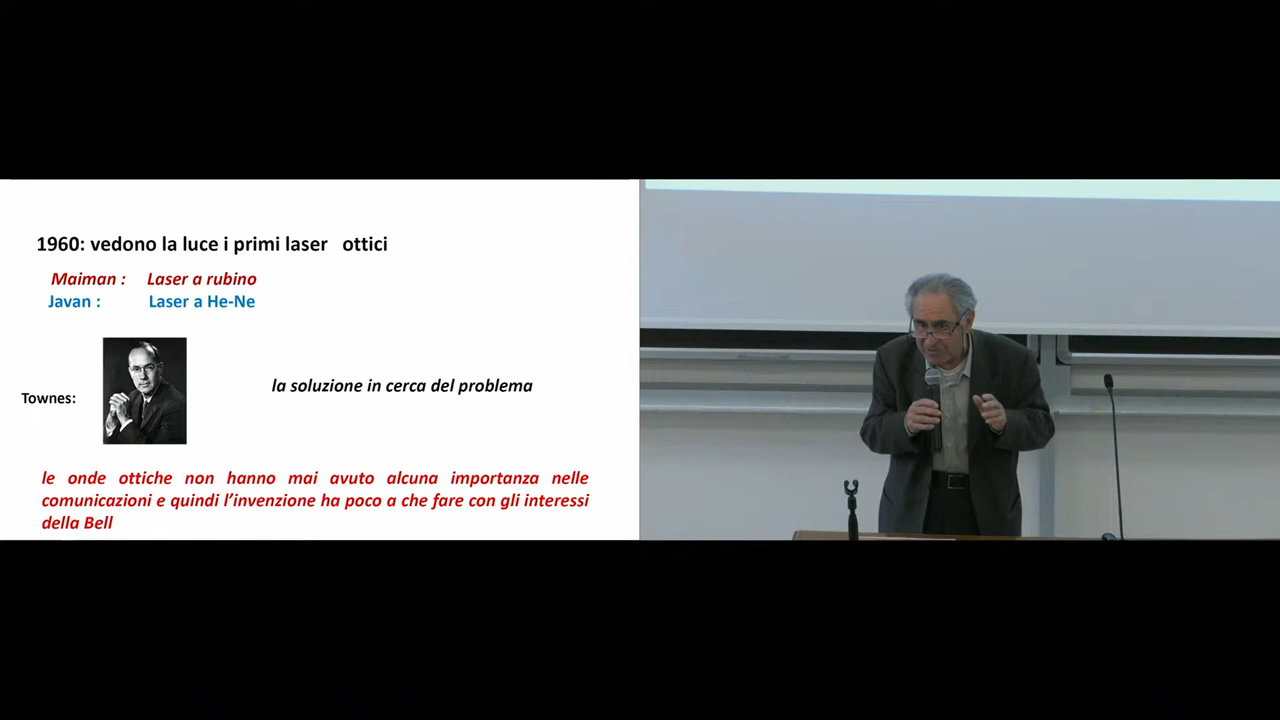 1960: vedono la luce i primi laser ottici
Maiman : Laser a rubino
Javan : Laser a He-Ne
la soluzione in cerca del problema
Townes:
le onde ottiche non hanno mai avuto alcuna importanza nelle
comunicazioni e quindi l'invenzione ha poco a che fare con gli interessi
della Bell